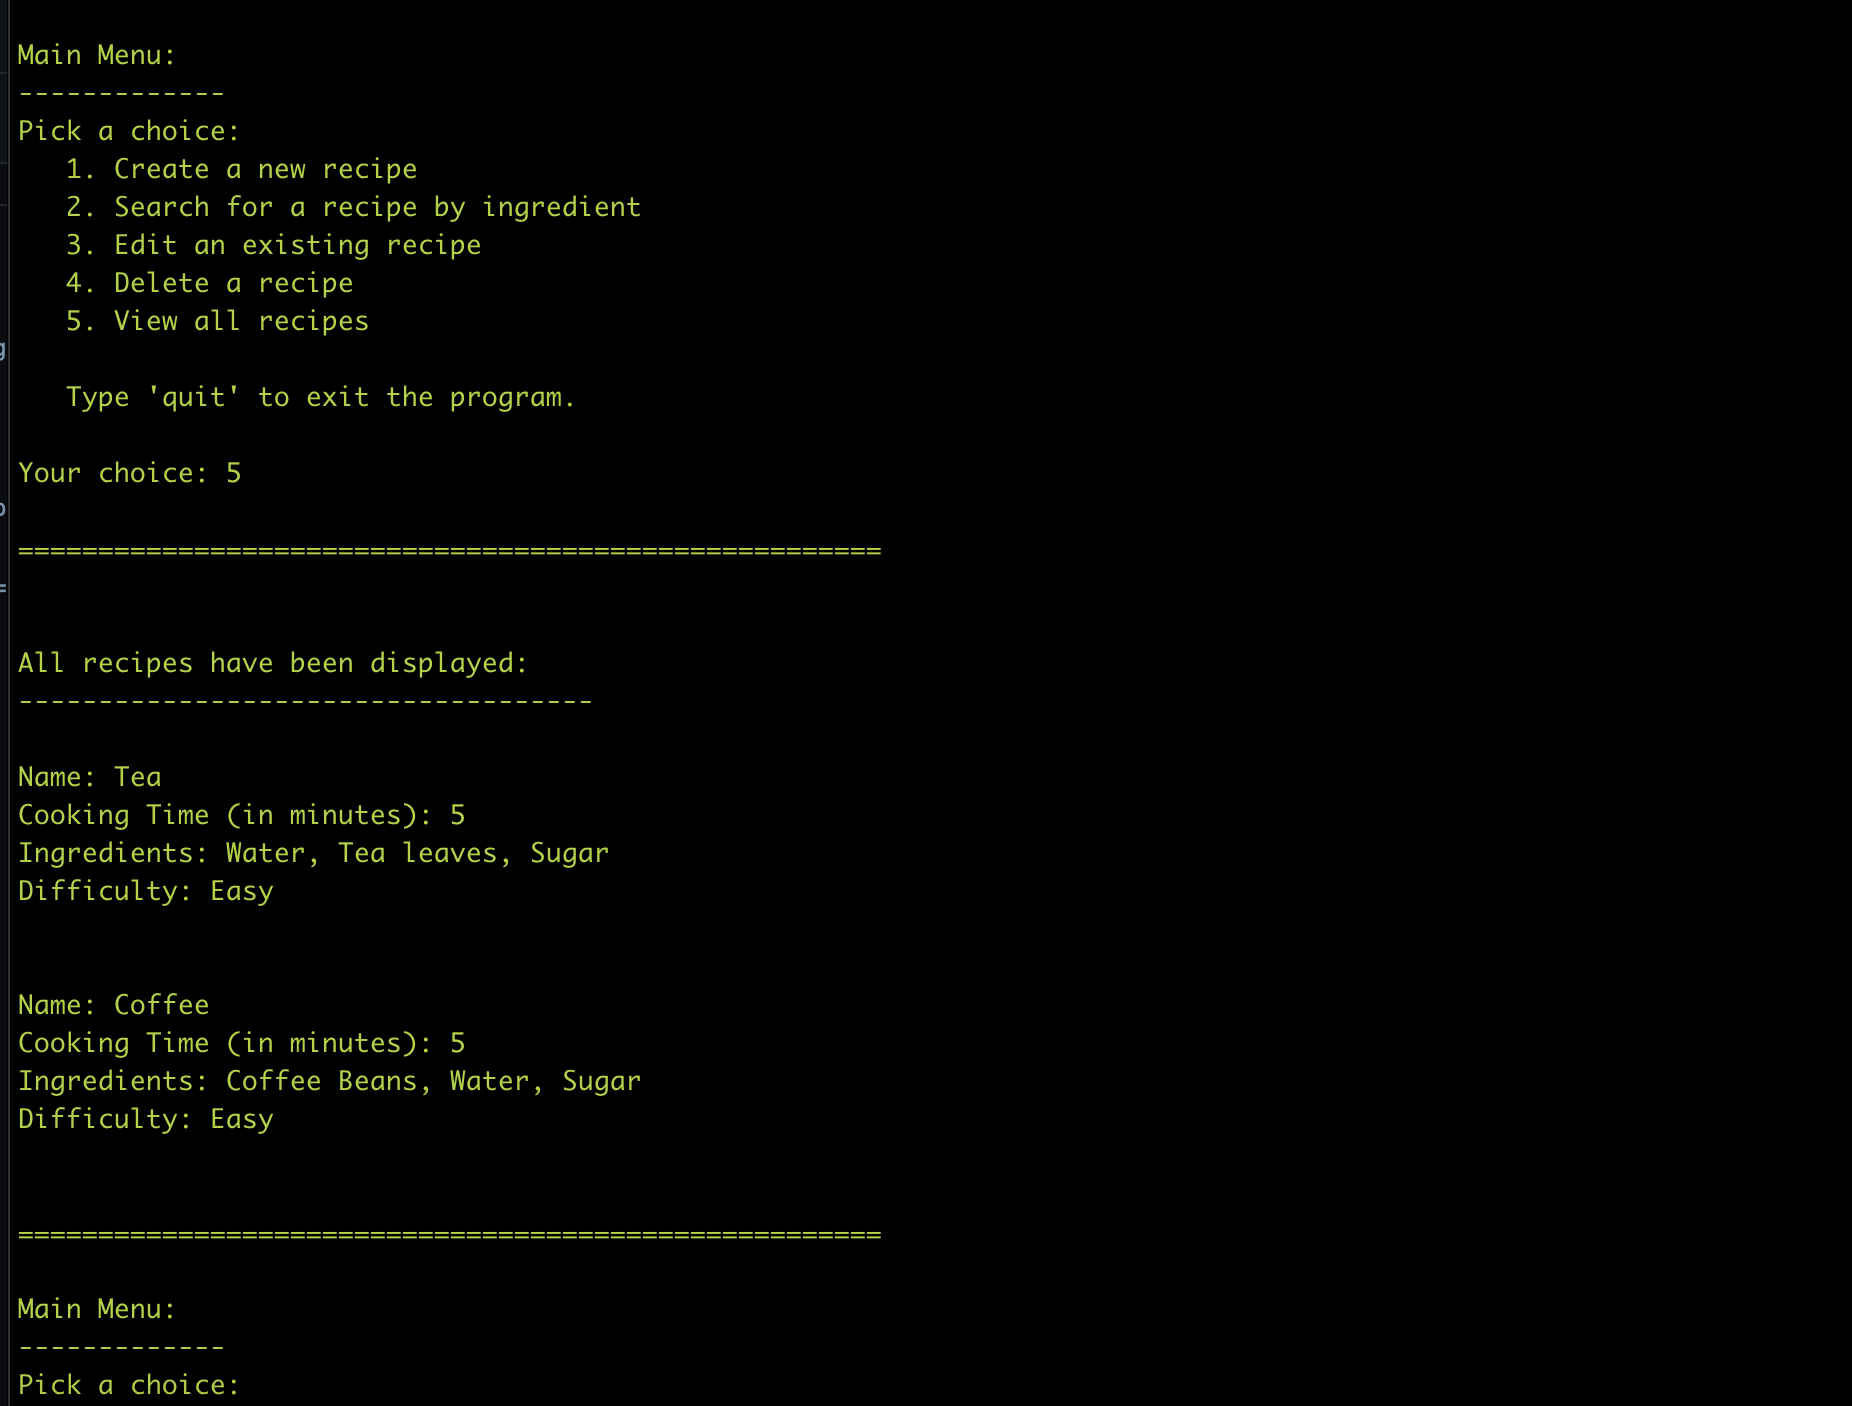 Main Menu:
-------------
Pick a choice:
   1. Create a new recipe
   2. Search for a recipe by ingredient
   3. Edit an existing recipe
   4. Delete a recipe
   5. View all recipes

   Type 'quit' to exit the program.

Your choice: 5

======================================================


All recipes have been displayed:
------------------------------------

Name: Tea
Cooking Time (in minutes): 5
Ingredients: Water, Tea leaves, Sugar
Difficulty: Easy


Name: Coffee
Cooking Time (in minutes): 5
Ingredients: Coffee Beans, Water, Sugar
Difficulty: Easy


======================================================

Main Menu:
-------------
Pick a choice: